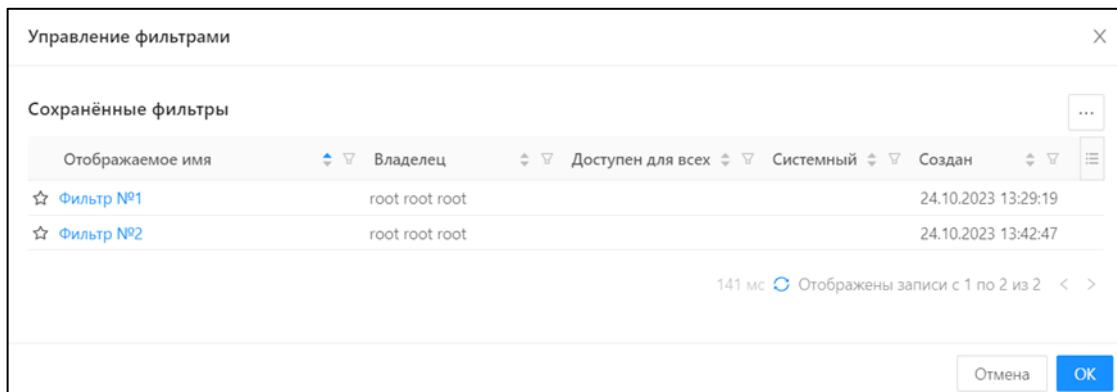 Управление фильтрами
Сохранённые фильтры
...
Отображаемое имя Владелец Доступен для всех Системный Создан
Фильтр №1 root root root 24.10.2023 13:29:19
Фильтр №2 root root root 24.10.2023 13:42:47
141 мс Отображены записи с 1 по 2 из 2 < >
Отмена ОК